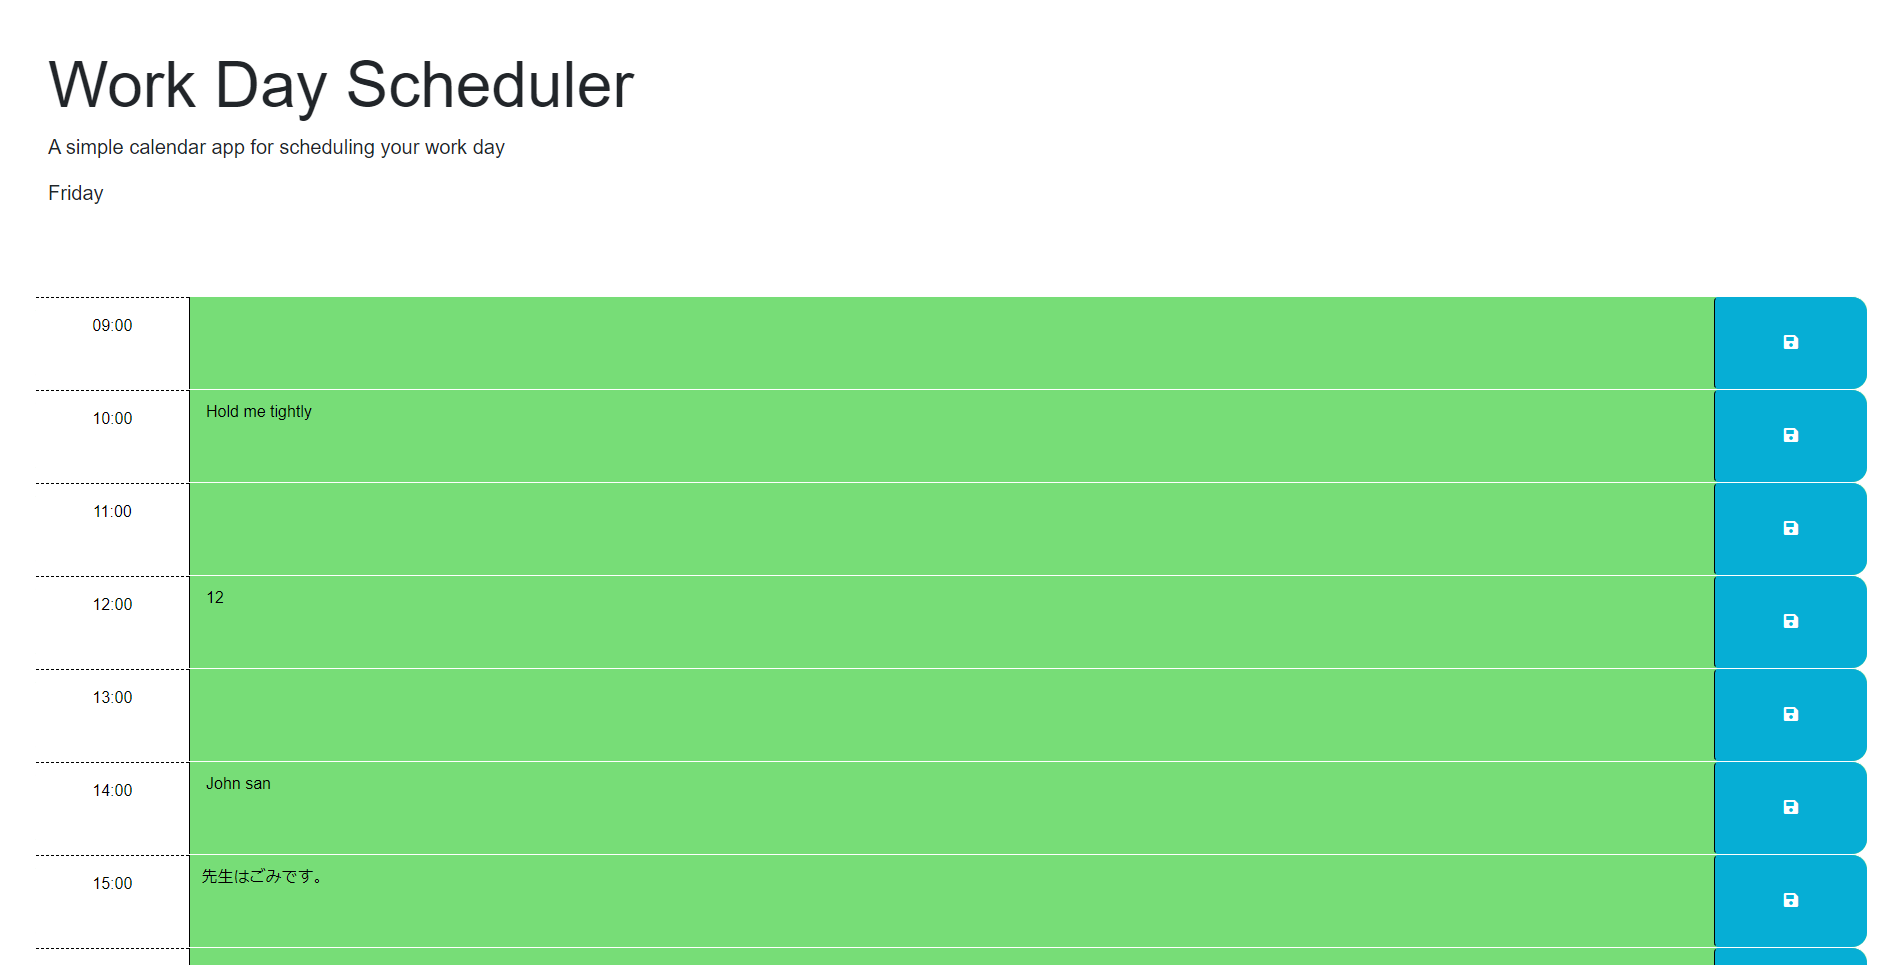 Work Day Scheduler
A simple calendar app for scheduling your work day
Friday
09:00
10:00 Hold me tightly
11:00
12:00 12
13:00
14:00 John san
15:00 先生はごみです。